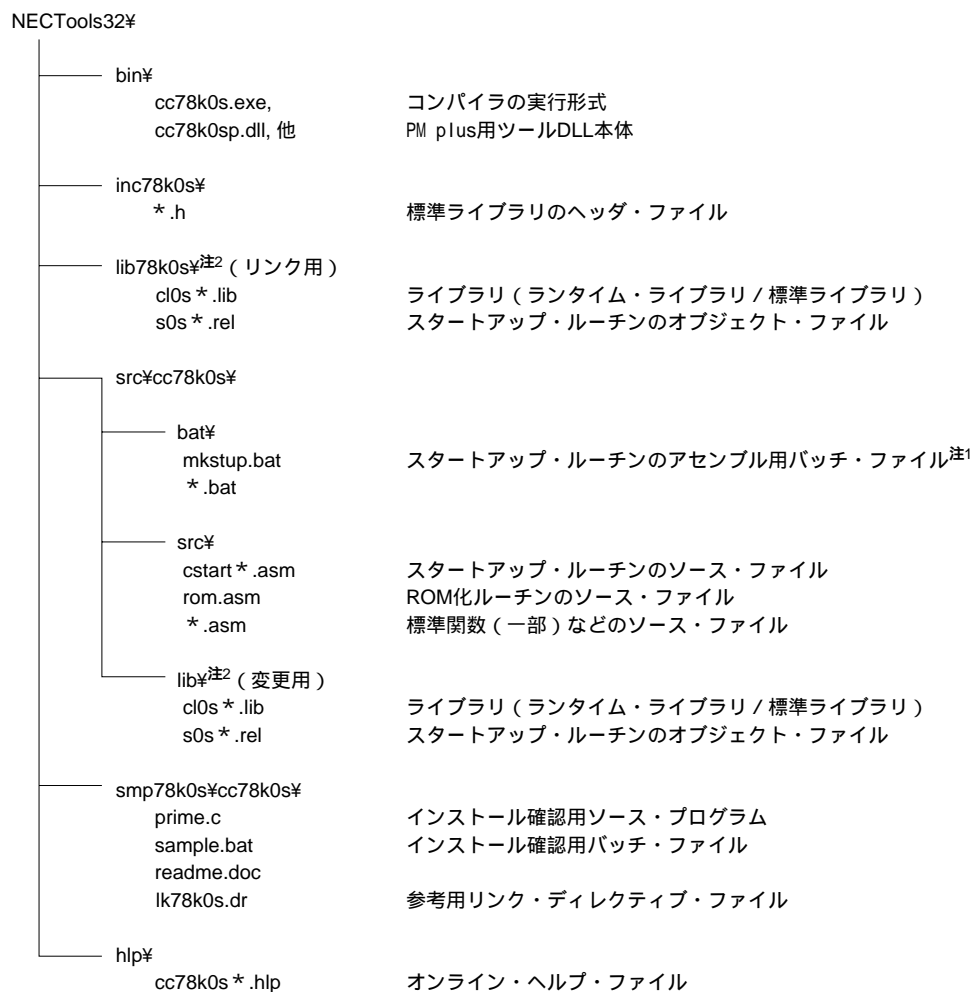 NECTools32¥
bin¥
cc78k0s.exe, コンパイラの実行形式
cc78k0sp.dll, 他 PM plus用ツールDLL本体
inc78k0s¥
*.h 標準ライブラリのヘッダ・ファイル
lib78k0s¥注2（リンク用）
cl0s*.lib ライブラリ（ランタイム・ライブラリ／標準ライブラリ）
s0s*.rel スタートアップ・ルーチンのオブジェクト・ファイル
src¥cc78k0s¥
bat¥
mkstup.bat スタートアップ・ルーチンのアセンブル用バッチ・ファイル注1
*.bat
src¥
cstart*.asm スタートアップ・ルーチンのソース・ファイル
rom.asm ROM化ルーチンのソース・ファイル
*.asm 標準関数（一部）などのソース・ファイル
lib¥注2（変更用）
cl0s*.lib ライブラリ（ランタイム・ライブラリ／標準ライブラリ）
s0s*.rel スタートアップ・ルーチンのオブジェクト・ファイル
smp78k0s¥cc78k0s¥
prime.c インストール確認用ソース・プログラム
sample.bat インストール確認用バッチ・ファイル
readme.doc
lk78k0s.dr 参考用リンク・ディレクティブ・ファイル
hlp¥
cc78k0s*.hlp オンライン・ヘルプ・ファイル